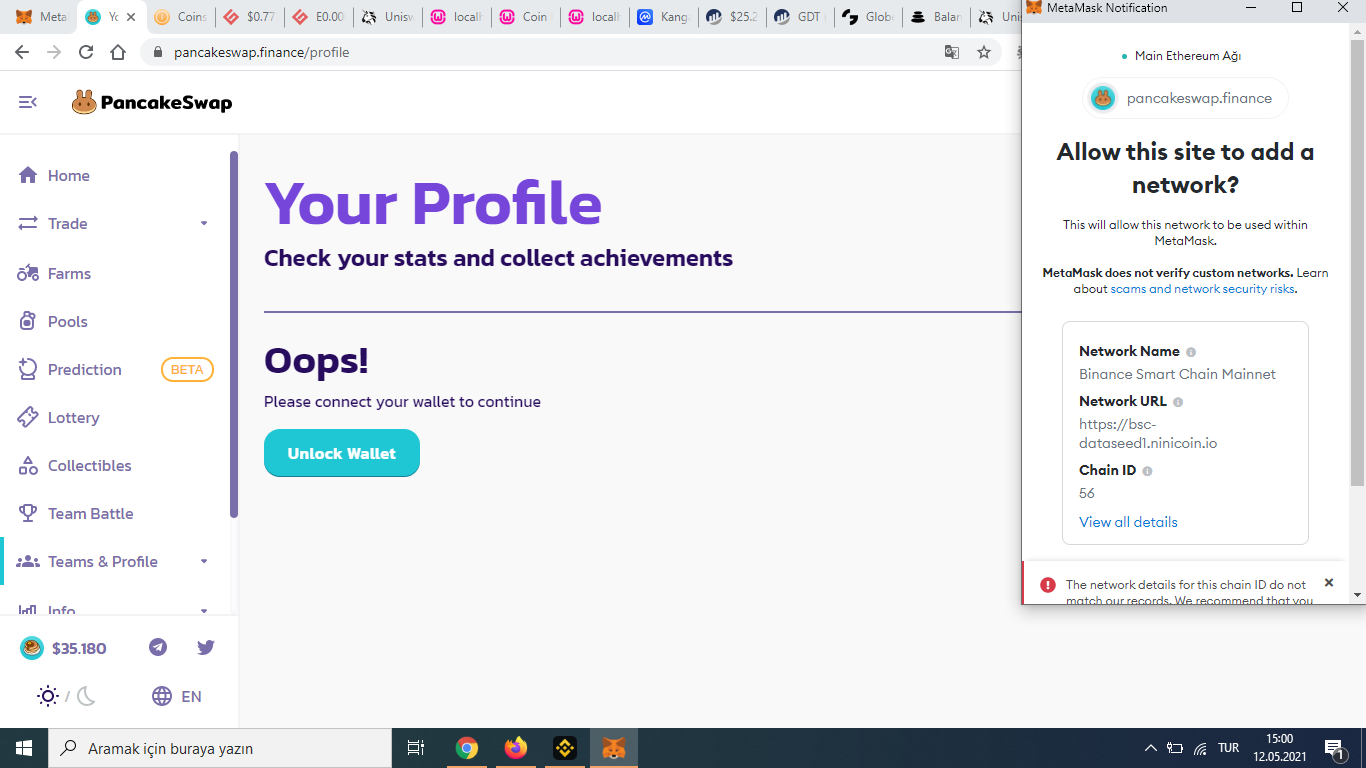 Meta
Yo
Coins
$0.77
E0.00
Unisw
localh
Coin
localh
Kang
$25.2
GDT
Globe
Balan
Unis
MetaMask Notification
pancakeswap.finance/profile
PancakeSwap
Home
Trade
Farms
Pools
Prediction
BETA
Lottery
Collectibles
Team Battle
Teams & Profile
Info
$35.180
/
EN
Your Profile
Check your stats and collect achievements
Oops!
Please connect your wallet to continue
Unlock Wallet
Main Ethereum Ağı
pancakeswap.finance
Allow this site to add a
network?
This will allow this network to be used within
MetaMask.
MetaMask does not verify custom networks. Learn
about scams and network security risks.
Network Name
Binance Smart Chain Mainnet
Network URL
https://bsc-
dataseed1.ninicoin.io
Chain ID
56
View all details
The network details for this chain ID do not
match our records. We recommend that you
Aramak için buraya yazın
TUR
15:00
12.05.2021
1